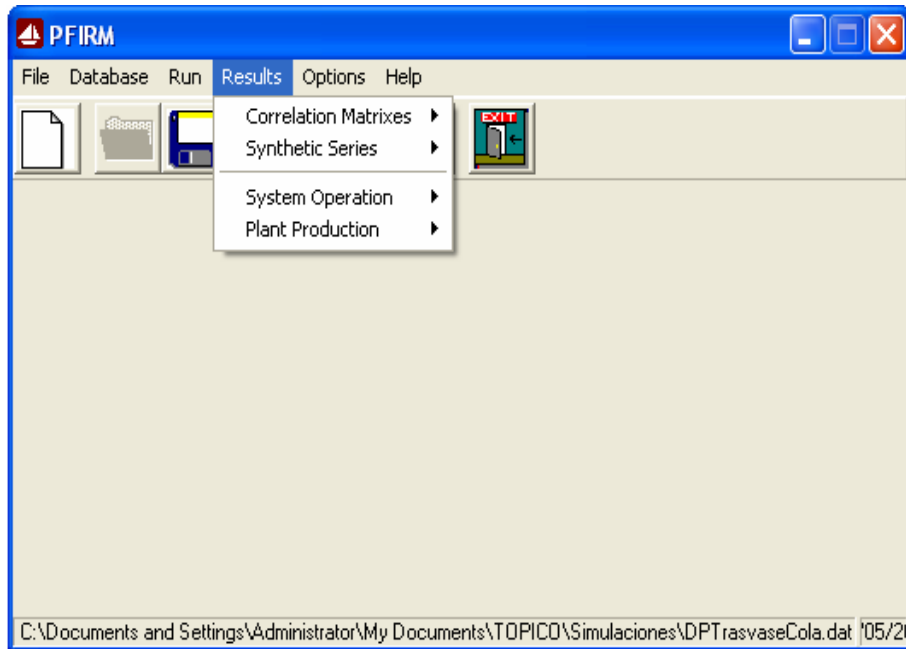 PFIRM
File Database Run Results Options Help
EXIT
Correlation Matrixes
Synthetic Series
System Operation
Plant Production
C:\Documents and Settings\Administrator\My Documents\TOPICO\Simulaciones\DPTrasvaseCola.dat